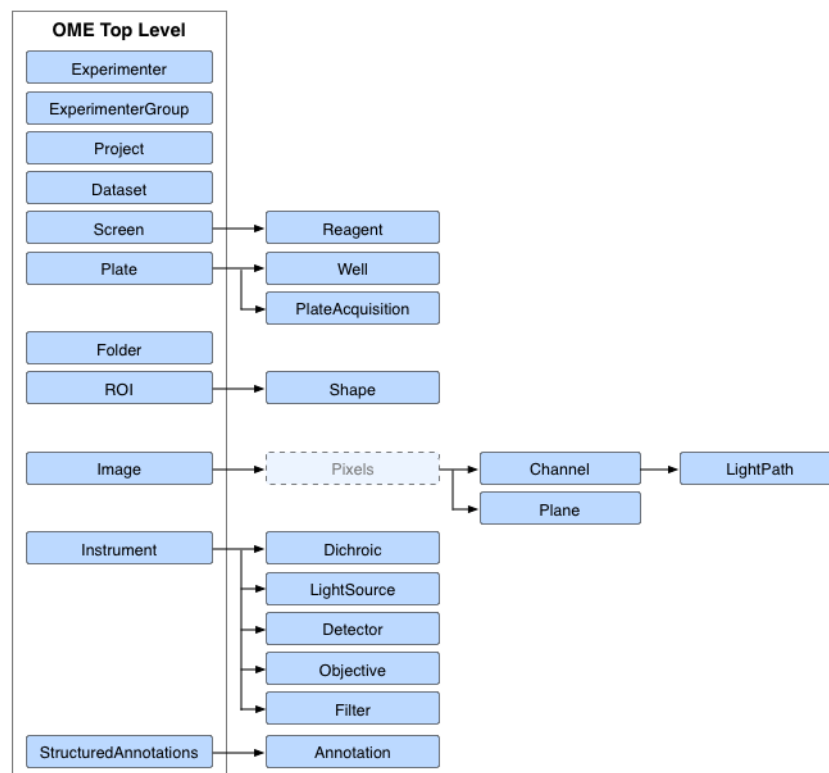 OME Top Level
Experimenter
ExperimenterGroup
Project
Dataset
Screen
Reagent
Plate
Well
PlateAcquisition
Folder
ROI
Shape
Image
Pixels
Channel
LightPath
Plane
Instrument
Dichroic
LightSource
Detector
Objective
Filter
StructuredAnnotations
Annotation